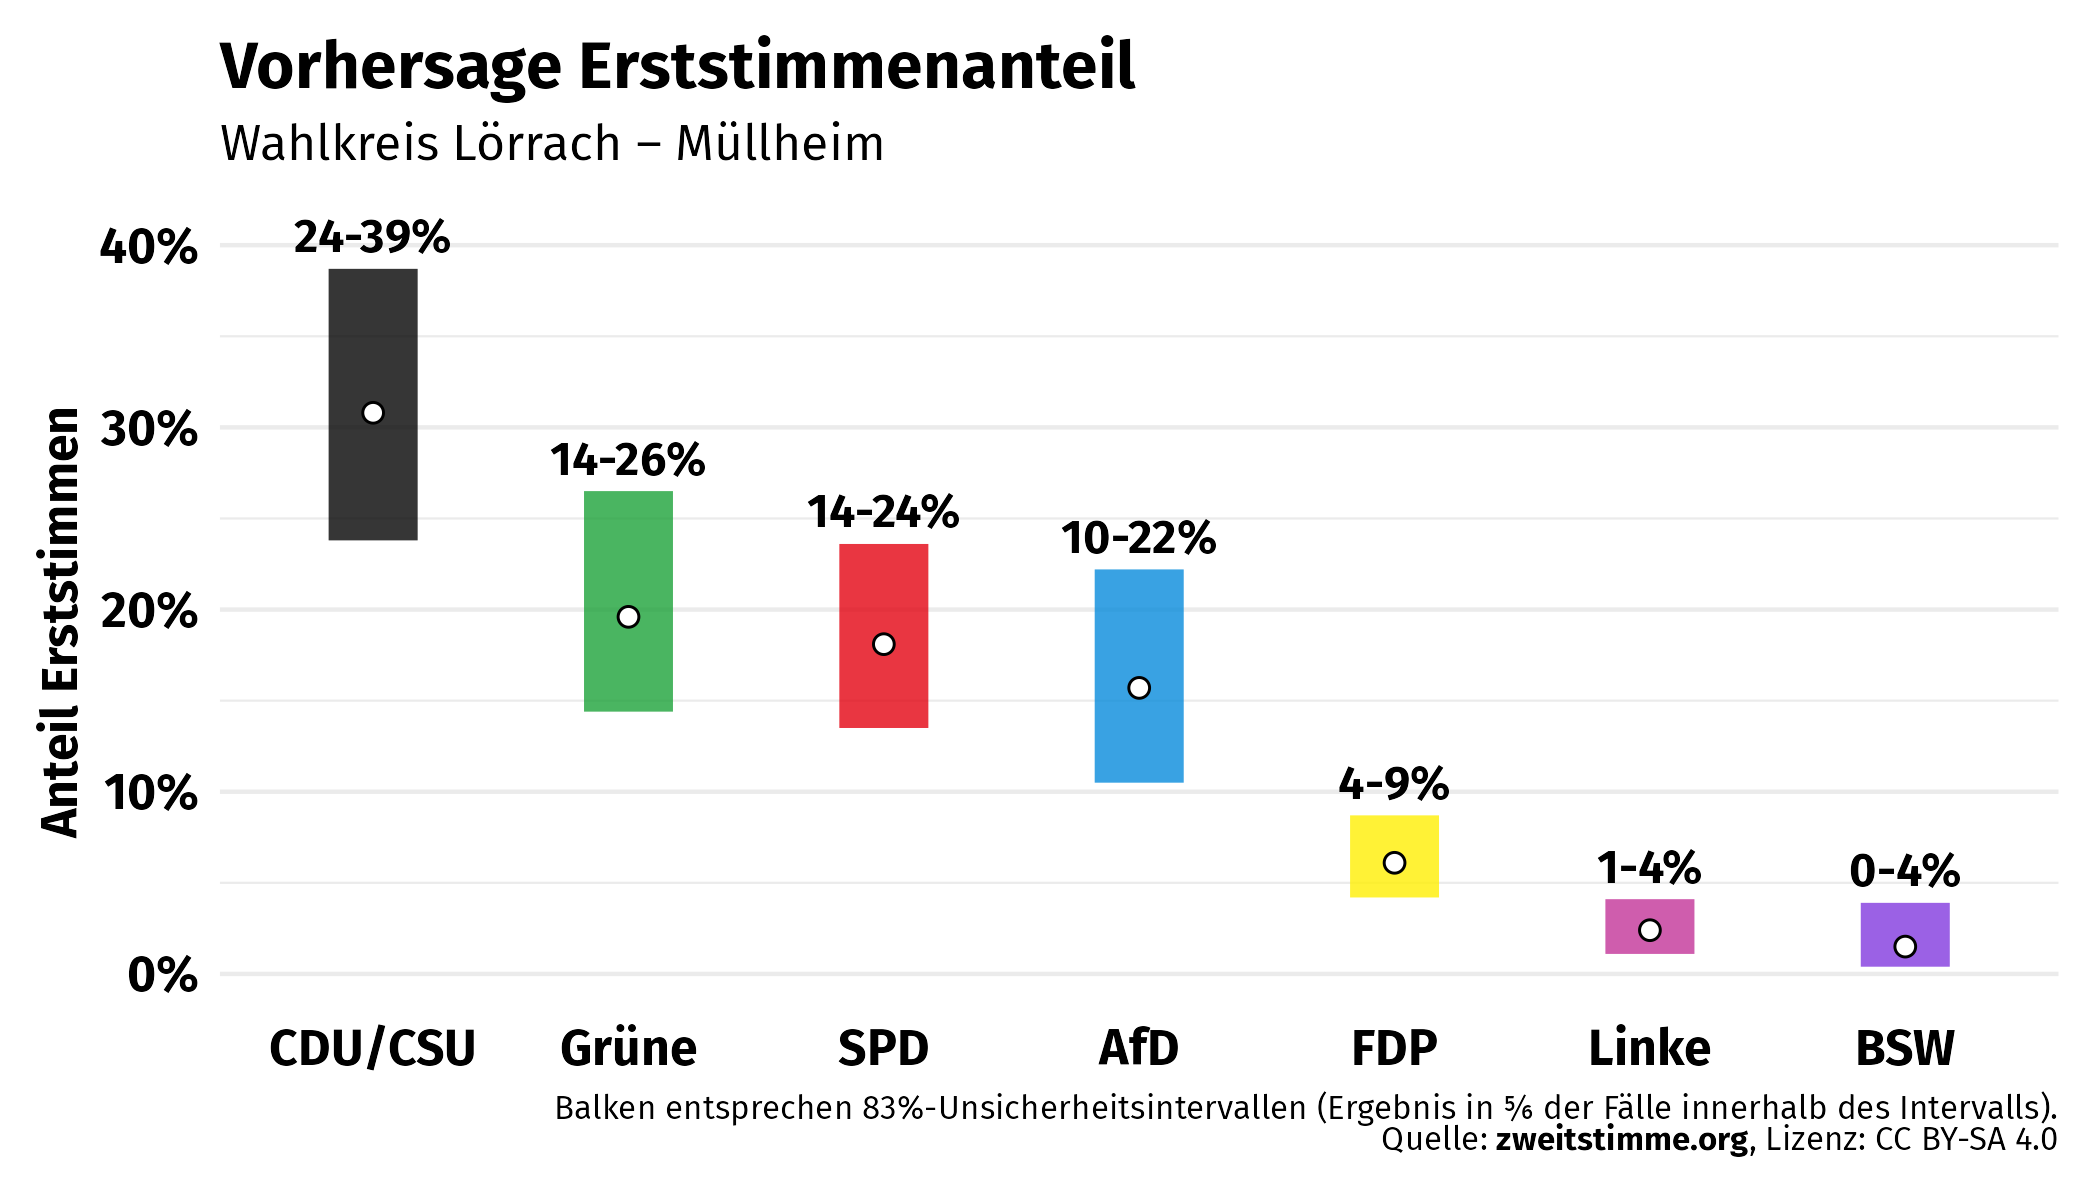 Vorhersage Erststimmenanteil
Wahlkreis Lörrach – Müllheim
Anteil Erststimmen
40%
30%
20%
10%
0%
24-39%
14-26%
14-24%
10-22%
4-9%
1-4%
0-4%
CDU/CSU Grüne SPD AfD FDP Linke BSW
Balken entsprechen 83%-Unsicherheitsintervallen (Ergebnis in ⅚ der Fälle innerhalb des Intervalls).
Quelle: zweitstimme.org, Lizenz: CC BY-SA 4.0